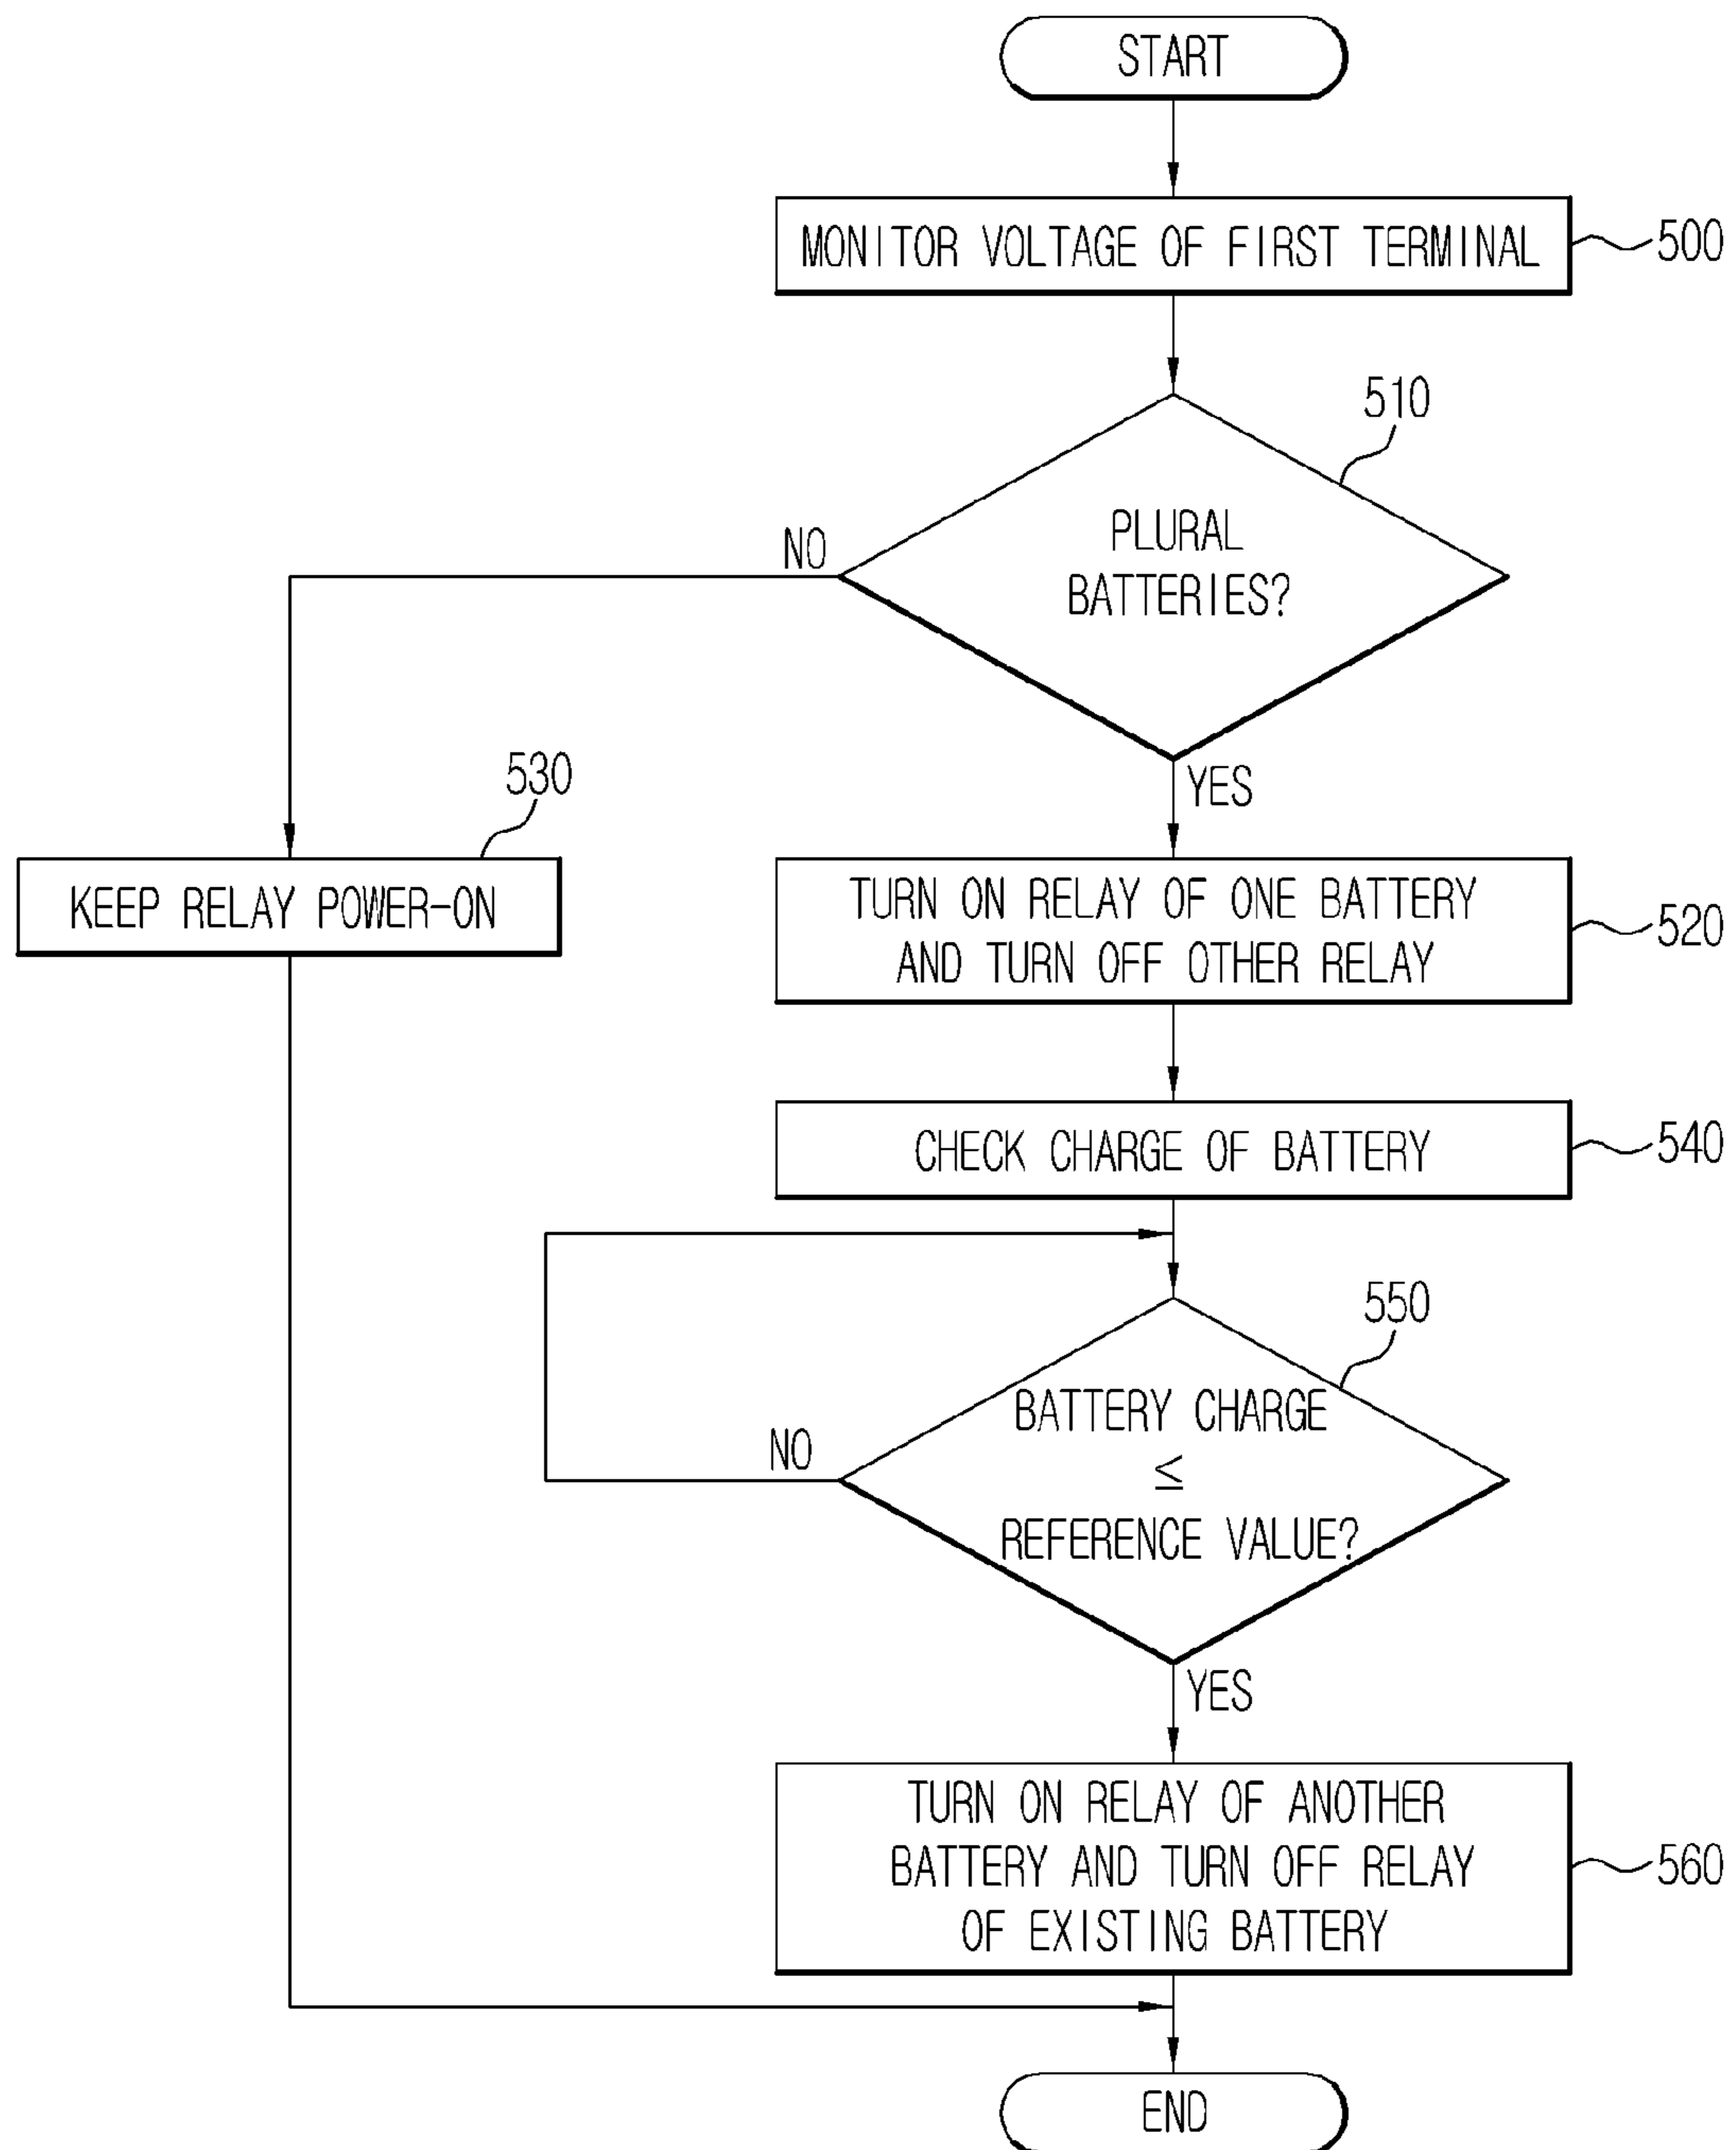 START
MONITOR VOLTAGE OF FIRST TERMINAL
500
510
PLURAL
BATTERIES?
NO
YES
530
KEEP RELAY POWER-ON
TURN ON RELAY OF ONE BATTERY
AND TURN OFF OTHER RELAY
520
CHECK CHARGE OF BATTERY
540
550
BATTERY CHARGE
≤
REFERENCE VALUE?
NO
YES
TURN ON RELAY OF ANOTHER
BATTERY AND TURN OFF RELAY
OF EXISTING BATTERY
560
END